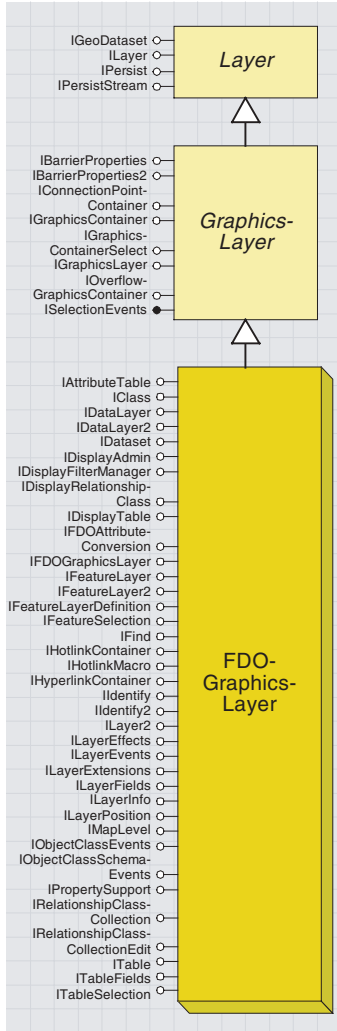 IGeoDataset
ILayer
IPersist
IPersistStream
Layer
IBarrierProperties
IBarrierProperties2
IConnectionPoint-
Container
IGraphicsContainer
IGraphics-
ContainerSelect
IGraphicsLayer
IOverflow-
GraphicsContainer
ISelectionEvents
Graphics-
Layer
IAttributeTable
IClass
IDataLayer
IDataLayer2
IDataset
IDisplayAdmin
IDisplayFilterManager
IDisplayRelationship-
Class
IDisplayTable
IFDOAttribute-
Conversion
IFDOGraphicsLayer
IFeatureLayer
IFeatureLayer2
IFeatureLayerDefinition
IFeatureSelection
IFind
IHotlinkContainer
IHotlinkMacro
IHyperlinkContainer
IIdentify
IIdentify2
ILayer2
ILayerEffects
ILayerEvents
ILayerExtensions
ILayerFields
ILayerInfo
ILayerPosition
IMapLevel
IObjectClassEvents
IObjectClassSchema-
Events
IPropertySupport
IRelationshipClass-
Collection
IRelationshipClass-
CollectionEdit
ITable
ITableFields
ITableSelection
FDO-
Graphics-
Layer